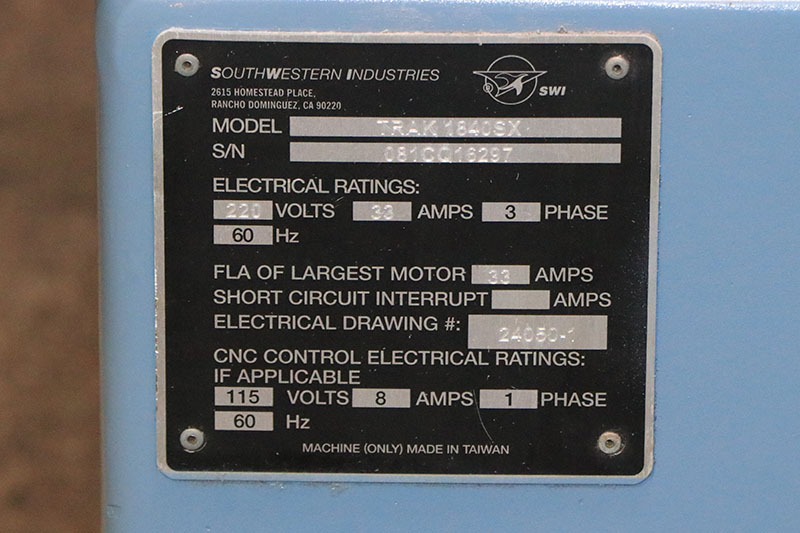 SOUTHWESTERN INDUSTRIES
2615 HOMESTEAD PLACE,
RANCHO DOMINGUEZ, CA 90220
SWI
MODEL TRAK 1840SX
S/N 081CQ16297
ELECTRICAL RATINGS:
220 VOLTS 33 AMPS 3 PHASE
60 Hz
FLA OF LARGEST MOTOR 33 AMPS
SHORT CIRCUIT INTERRUPT AMPS
ELECTRICAL DRAWING #: 24050-1
CNC CONTROL ELECTRICAL RATINGS:
IF APPLICABLE
115 VOLTS 8 AMPS 1 PHASE
60 Hz
MACHINE (ONLY) MADE IN TAIWAN